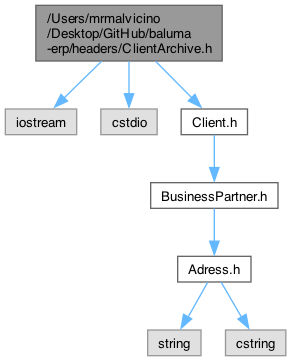 /Users/mrmalvicino
/Desktop/GitHub/baluma
-erp/headers/ClientArchive.h
iostream
cstdio
Client.h
BusinessPartner.h
Adress.h
string
cstring